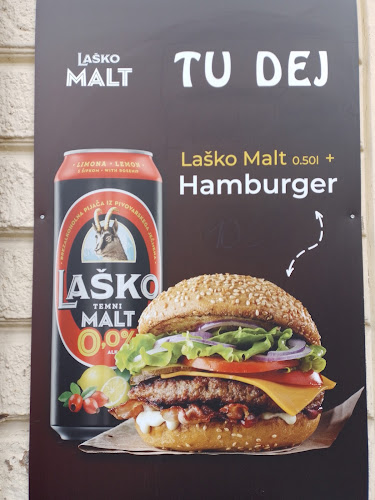 LAŠKO
MALT
TU DEJ
Laško Malt 0.50l +
Hamburger
LIMONA - LEMON
LAŠKO
TEMNI
MALT
0,0%